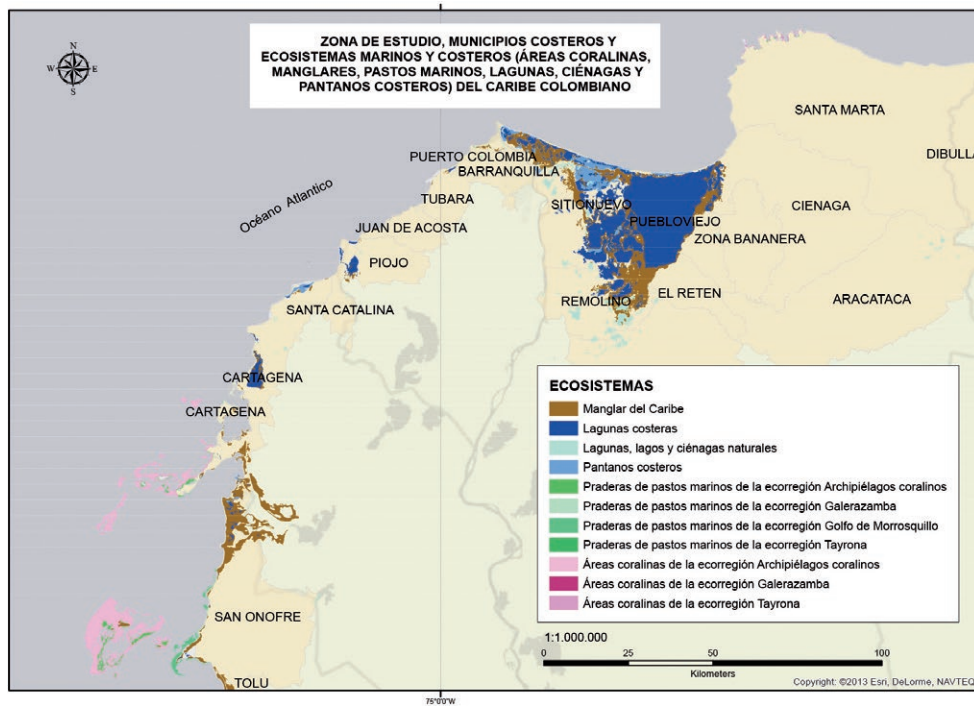 ZONA DE ESTUDIO, MUNICIPIOS COSTEROS Y
ECOSISTEMAS MARINOS Y COSTEROS (ÁREAS CORALINAS,
MANGLARES, PASTOS MARINOS, LAGUNAS, CIÉNAGAS Y
PANTANOS COSTEROS) DEL CARIBE COLOMBIANO
N
W E
S
SANTA MARTA
DIBULLA
PUERTO COLOMBIA
BARRANQUILLA
Océano Atlantico
TUBARA
SITIONUEVO
CIENAGA
PUEBLOVIEJO
JUAN DE ACOSTA
ZONA BANANERA
PIOJO
EL RETEN
REMOLINO
ARACATACA
SANTA CATALINA
CARTAGENA
CARTAGENA
SAN ONOFRE
TOLU
ECOSISTEMAS
Manglar del Caribe
Lagunas costeras
Lagunas, lagos y ciénagas naturales
Pantanos costeros
Praderas de pastos marinos de la ecorregión Archipiélagos coralinos
Praderas de pastos marinos de la ecorregión Galerazamba
Praderas de pastos marinos de la ecorregión Golfo de Morrosquillo
Praderas de pastos marinos de la ecorregión Tayrona
Áreas coralinas de la ecorregión Archipiélagos coralinos
Áreas coralinas de la ecorregión Galerazamba
Áreas coralinas de la ecorregión Tayrona
1:1.000.000
0 25 50 100
Kilometers
Copyright: ©2013 Esri, DeLorme, NAVTEQ
75°0'0"W